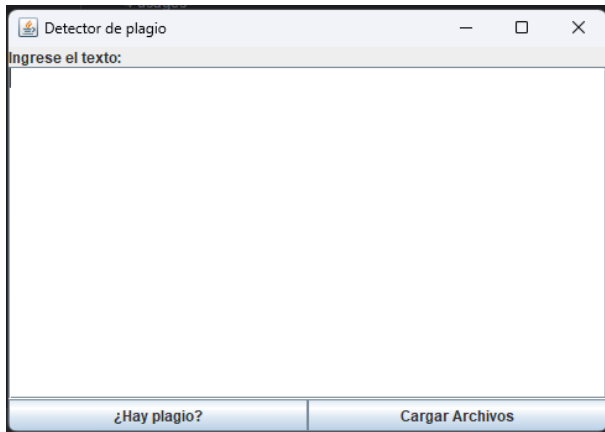 Detector de plagio
Ingrese el texto:
¿Hay plagio?
Cargar Archivos